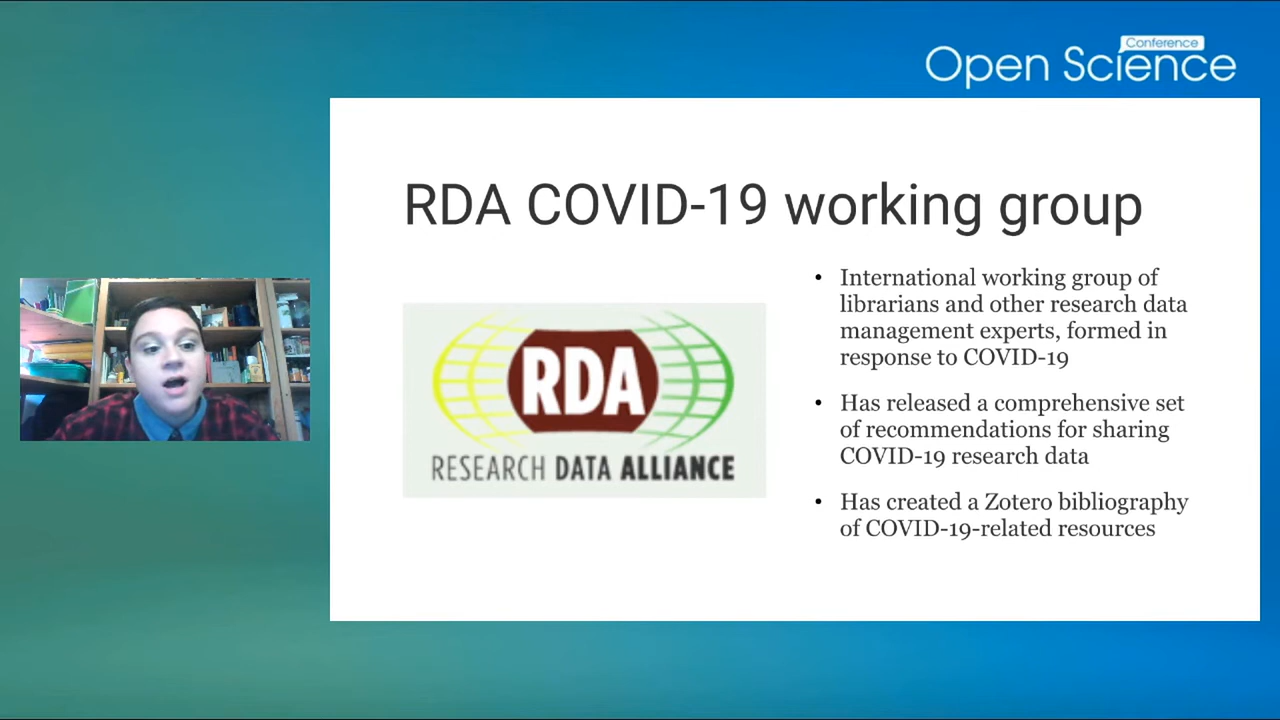 Conference
Open Science
RDA COVID-19 working group
RDA
RESEARCH DATA ALLIANCE
• International working group of
librarians and other research data
management experts, formed in
response to COVID-19
• Has released a comprehensive set
of recommendations for sharing
COVID-19 research data
• Has created a Zotero bibliography
of COVID-19-related resources